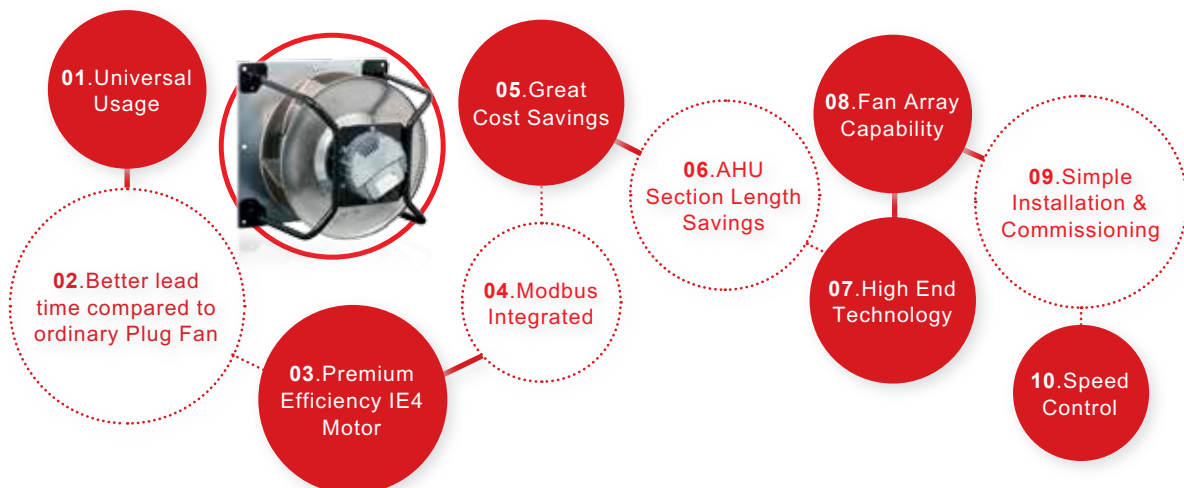 01.Universal
Usage
02.Better lead
time compared to
ordinary Plug Fan
03.Premium
Efficiency IE4
Motor
04.Modbus
Integrated
05.Great
Cost Savings
06.AHU
Section Length
Savings
07.High End
Technology
08.Fan Array
Capability
09.Simple
Installation &
Commissioning
10.Speed
Control